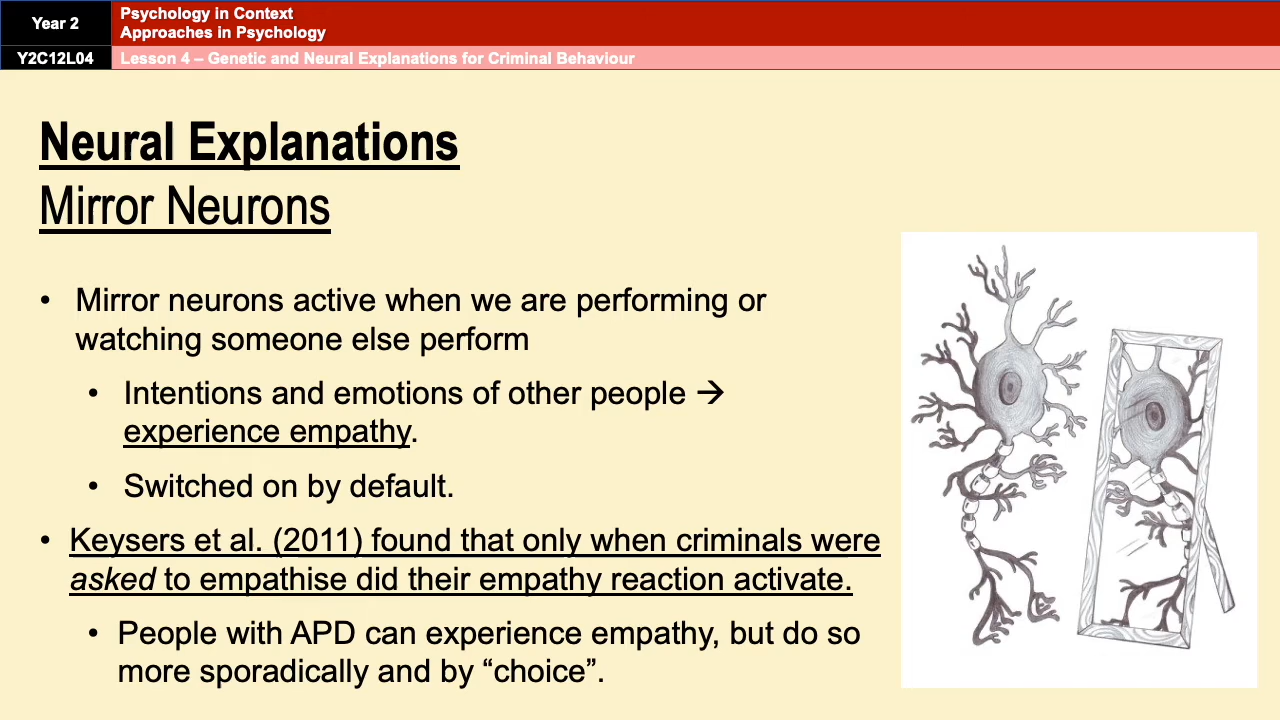 Year 2
Psychology in Context
Approaches in Psychology
Y2C12L04
Lesson 4 – Genetic and Neural Explanations for Criminal Behaviour
Neural Explanations
Mirror Neurons
• Mirror neurons active when we are performing or
watching someone else perform
• Intentions and emotions of other people →
experience empathy.
• Switched on by default.
• Keysers et al. (2011) found that only when criminals were
asked to empathise did their empathy reaction activate.
• People with APD can experience empathy, but do so
more sporadically and by “choice”.